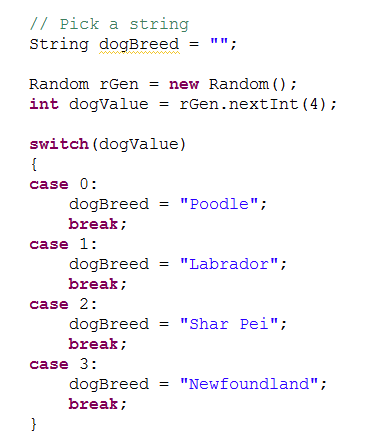 // Pick a string
String dogBreed = "";
Random rGen = new Random();
int dogValue = rGen.nextInt(4);
switch(dogValue)
{
case 0:
dogBreed = "Poodle";
break;
case 1:
dogBreed = "Labrador";
break;
case 2:
dogBreed = "Shar Pei";
break;
case 3:
dogBreed = "Newfoundland";
break;
}